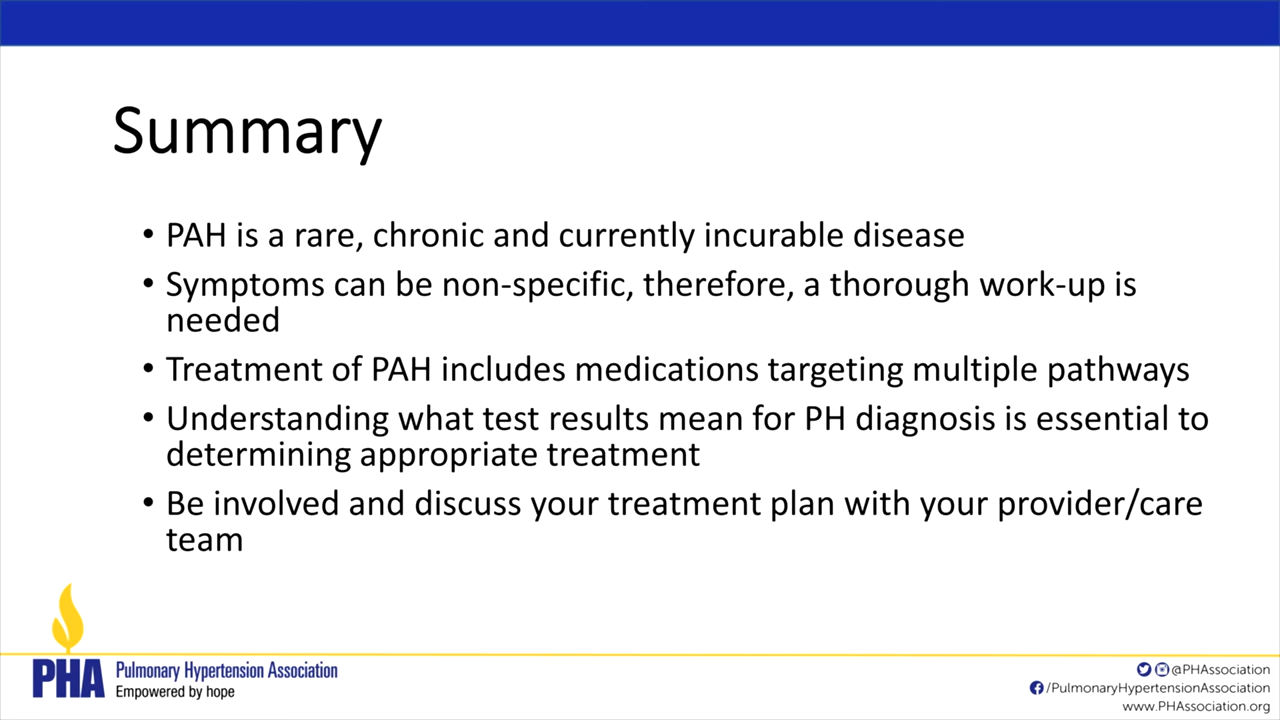 Summary
• PAH is a rare, chronic and currently incurable disease
• Symptoms can be non-specific, therefore, a thorough work-up is
needed
• Treatment of PAH includes medications targeting multiple pathways
• Understanding what test results mean for PH diagnosis is essential to
determining appropriate treatment
• Be involved and discuss your treatment plan with your provider/care
team
PHA Pulmonary Hypertension Association
Empowered by hope
@PHAssociation
/PulmonaryHypertensionAssociation
www.PHAssociation.org